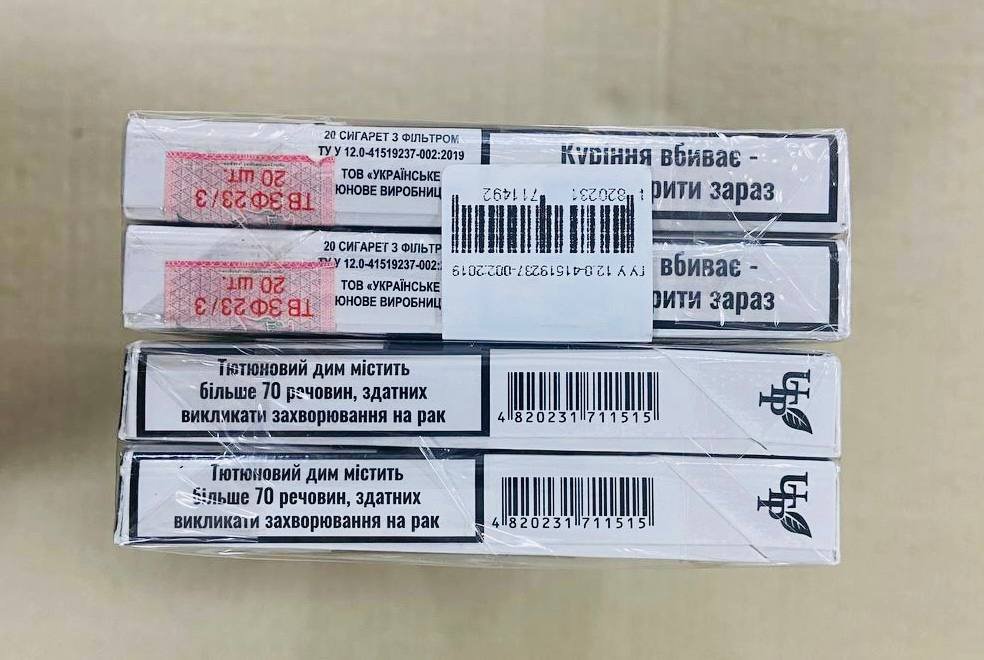 20 СИГАРЕТ З ФІЛЬТРОМ
ТУ У 12.0-41519237-002:2019
ТОВ «УКРАЇНСЬКЕ
ЮНОВЕ ВИРОБНИЦ
20 шт.
ТВ ЗФ 23/3
Куріння вбиває -
рити зараз
4 820231 711492
ТУ У 12.0-41519237-002:2019
20 СИГАРЕТ З ФІЛЬТР
ТУ У 12.0-41519237-002:
ТОВ «УКРАЇНСЬКЕ
ЮНОВЕ ВИРОБНИЦ
20 шт.
ТВ ЗФ 23/3
вбиває -
рити зараз
Тютюновий дим містить
більше 70 речовин, здатних
викликати захворювання на рак
4 820231 711515
Тютюновий дим містить
більше 70 речовин, здатних
викликати захворювання на рак
4 820231 711515